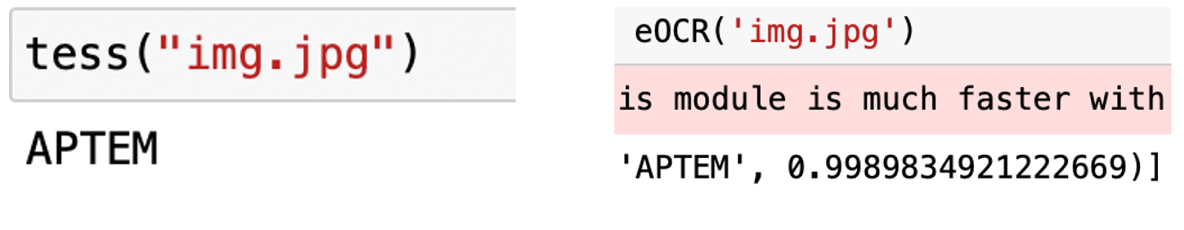 tess("img.jpg")
APTEM
eOCR('img.jpg')
is module is much faster with
'APTEM', 0.9989834921222669)]